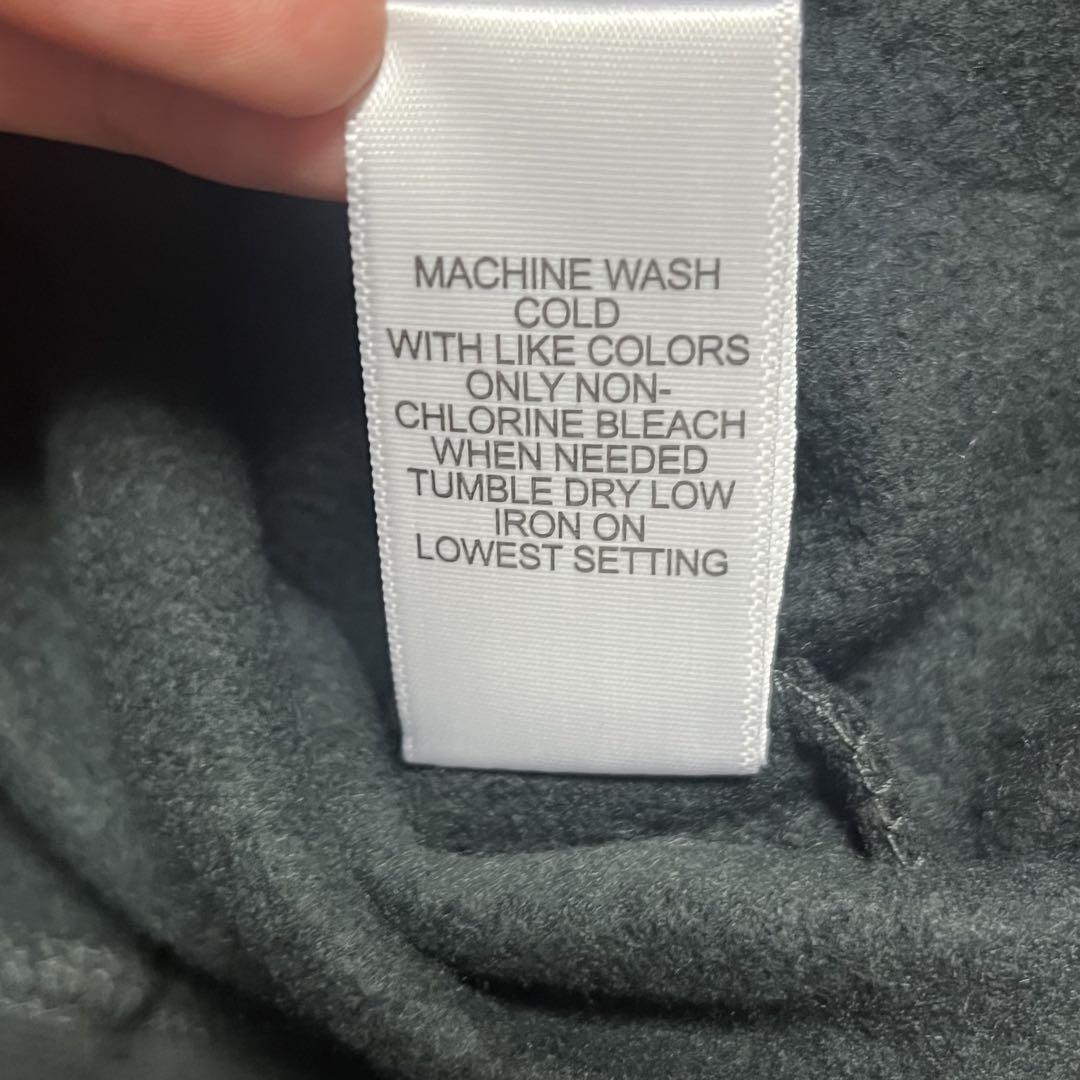 MACHINE WASH
COLD
WITH LIKE COLORS
ONLY NON-
CHLORINE BLEACH
WHEN NEEDED
TUMBLE DRY LOW
IRON ON
LOWEST SETTING